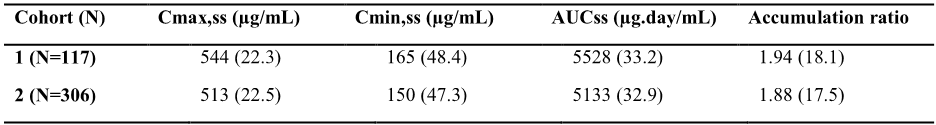 Cohort (N) Cmax,ss (µg/mL) Cmin,ss (µg/mL) AUCss (µg.day/mL) Accumulation ratio
1 (N=117) 544 (22.3) 165 (48.4) 5528 (33.2) 1.94 (18.1)
2 (N=306) 513 (22.5) 150 (47.3) 5133 (32.9) 1.88 (17.5)